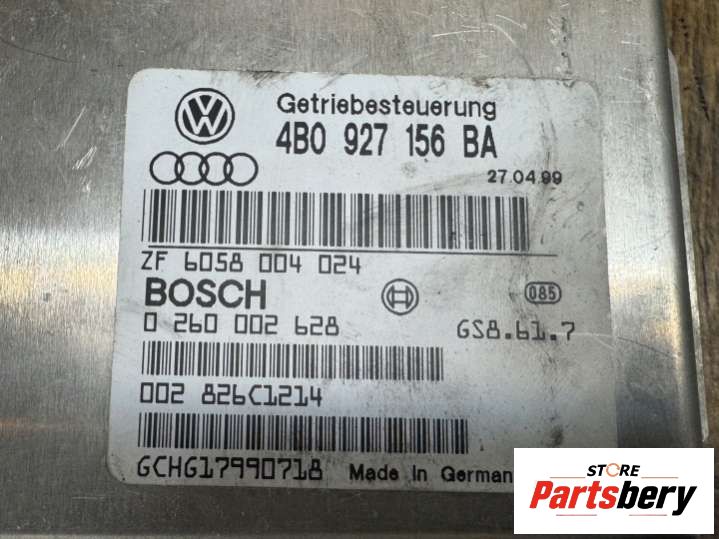 Getriebesteuerung
4B0 927 156 BA
27.04.99
ZF 6058 004 024
BOSCH
085
0 260 002 628
GS8.61.7
002 826C1214
GCHG17990718 Made In German
STORE
Partsbery